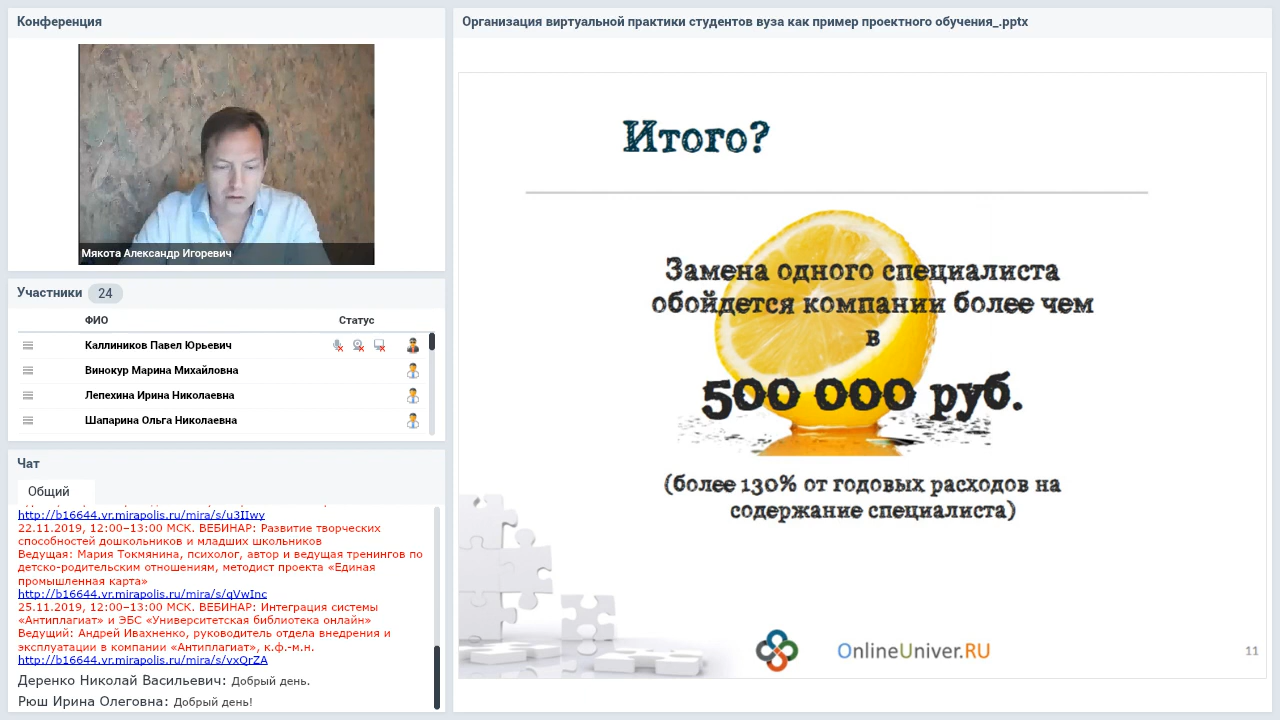 Конференция
Мякота Александр Игоревич
Участники 24
ФИО Статус
Каллиников Павел Юрьевич
Винокур Марина Михайловна
Лепехина Ирина Николаевна
Шапарина Ольга Николаевна
Чат
Общий
http://b16644.vr.mirapolis.ru/mira/s/u3IIwy
22.11.2019, 12:00–13:00 МСК. ВЕБИНАР: Развитие творческих
способностей дошкольников и младших школьников
Ведущая: Мария Токмянина, психолог, автор и ведущая тренингов по
детско-родительским отношениям, методист проекта «Единая
промышленная карта»
http://b16644.vr.mirapolis.ru/mira/s/qVwInc
25.11.2019, 12:00–13:00 МСК. ВЕБИНАР: Интеграция системы
«Антиплагиат» и ЭБС «Университетская библиотека онлайн»
Ведущий: Андрей Ивахненко, руководитель отдела внедрения и
эксплуатации в компании «Антиплагиат», к.ф.-м.н.
http://b16644.vr.mirapolis.ru/mira/s/vxQrZA
Деренко Николай Васильевич: Добрый день.
Рюш Ирина Олеговна: Добрый день!
Организация виртуальной практики студентов вуза как пример проектного обучения_.pptx
Итого?
Замена одного специалиста
обойдется компании более чем
в
500 000 руб.
(более 130% от годовых расходов на
содержание специалиста)
OnlineUniver.RU
11